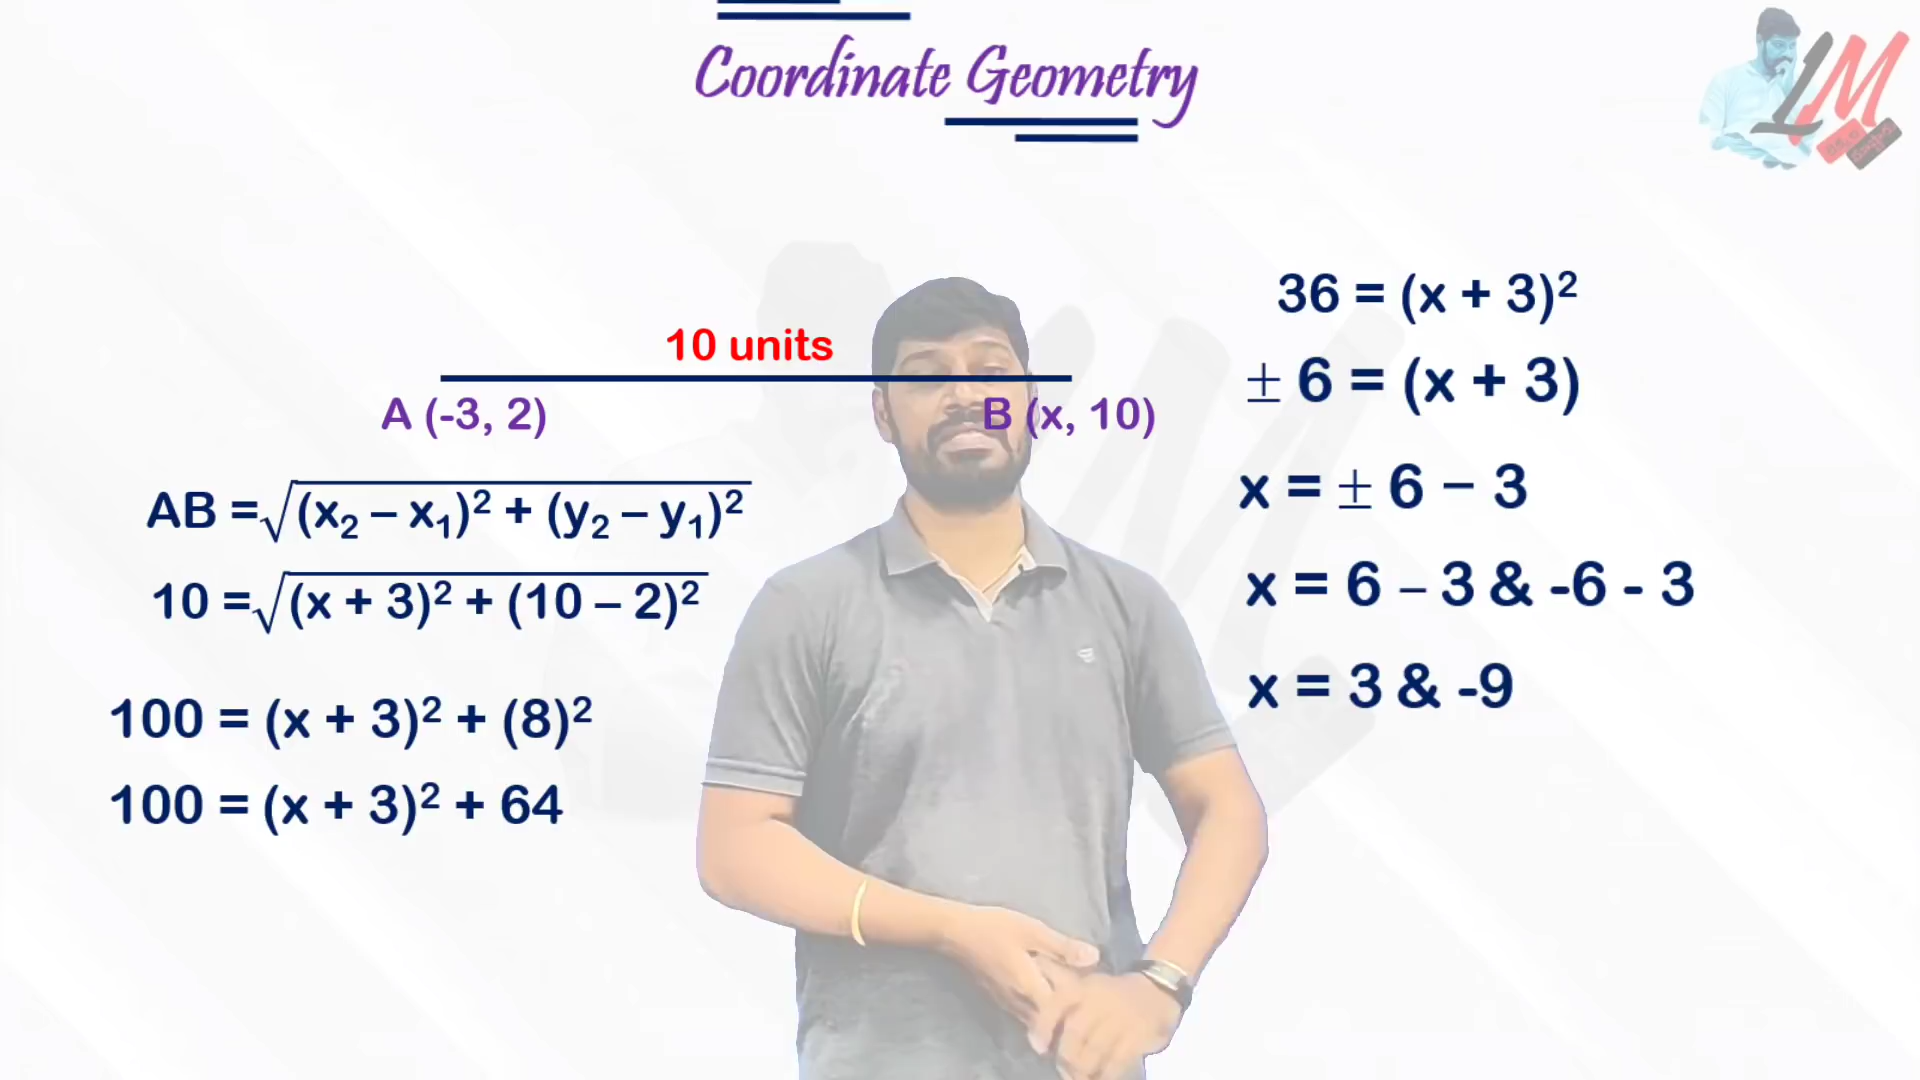 Coordinate Geometry
LM
10 units
A (-3, 2)
B (x, 10)
AB = √(x₂ – x₁)² + (y₂ – y₁)²
10 = √(x + 3)² + (10 – 2)²
100 = (x + 3)² + (8)²
100 = (x + 3)² + 64
36 = (x + 3)²
± 6 = (x + 3)
x = ± 6 – 3
x = 6 – 3 & -6 - 3
x = 3 & -9